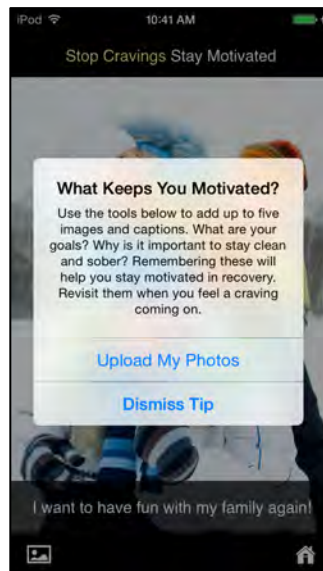 iPod 10:41 AM
Stop Cravings Stay Motivated
What Keeps You Motivated?
Use the tools below to add up to five
images and captions. What are your
goals? Why is it important to stay clean
and sober? Remembering these will
help you stay motivated in recovery.
Revisit them when you feel a craving
coming on.
Upload My Photos
Dismiss Tip
I want to have fun with my family again!